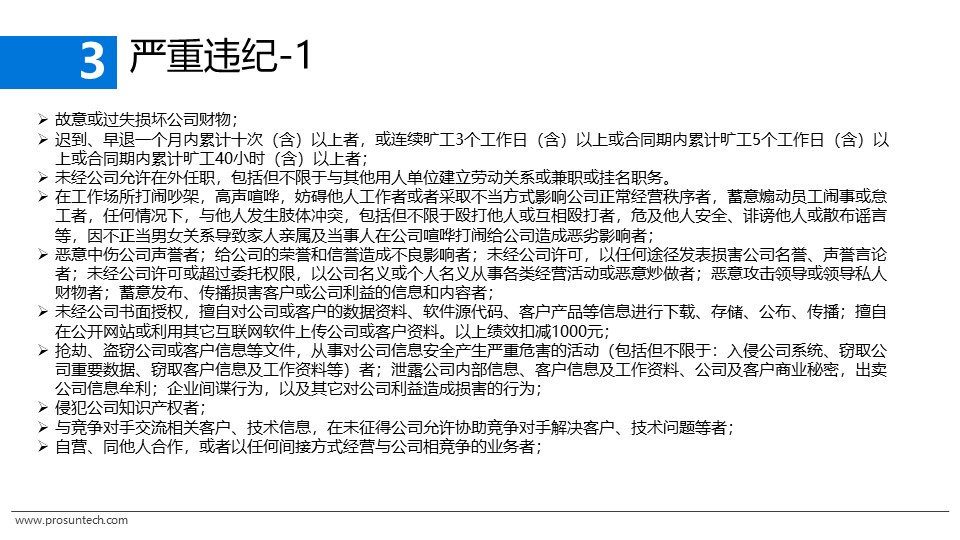 3
严重违纪-1
➢ 故意或过失损坏公司财物；
➢ 迟到、早退一个月内累计十次（含）以上者，或连续旷工3个工作日（含）以上或合同期内累计旷工5个工作日（含）以
上或合同期内累计旷工40小时（含）以上者；
➢ 未经公司允许在外任职，包括但不限于与其他用人单位建立劳动关系或兼职或挂名职务。
➢ 在工作场所打闹吵架，高声喧哗，妨碍他人工作者或者采取不当方式影响公司正常经营秩序者，蓄意煽动员工闹事或怠
工者，任何情况下，与他人发生肢体冲突，包括但不限于殴打他人或互相殴打者，危及他人安全、诽谤他人或散布谣言
等，因不正当男女关系导致家人亲属及当事人在公司喧哗打闹给公司造成恶劣影响者；
➢ 恶意中伤公司声誉者；给公司的荣誉和信誉造成不良影响者；未经公司许可，以任何途径发表损害公司名誉、声誉言论
者；未经公司许可或超过委托权限，以公司名义或个人名义从事各类经营活动或恶意炒做者；恶意攻击领导或领导私人
财物者；蓄意发布、传播损害客户或公司利益的信息和内容者；
➢ 未经公司书面授权，擅自对公司或客户的数据资料、软件源代码、客户产品等信息进行下载、存储、公布、传播；擅自
在公开网站或利用其它互联网软件上传公司或客户资料。以上绩效扣减1000元；
➢ 抢劫、盗窃公司或客户信息等文件，从事对公司信息安全产生严重危害的活动（包括但不限于：入侵公司系统、窃取公
司重要数据、窃取客户信息及工作资料等）者；泄露公司内部信息、客户信息及工作资料、公司及客户商业秘密，出卖
公司信息牟利；企业间谍行为，以及其它对公司利益造成损害的行为；
➢ 侵犯公司知识产权者；
➢ 与竞争对手交流相关客户、技术信息，在未征得公司允许协助竞争对手解决客户、技术问题等者；
➢ 自营、同他人合作，或者以任何间接方式经营与公司相竞争的业务者；
www.prosuntech.com